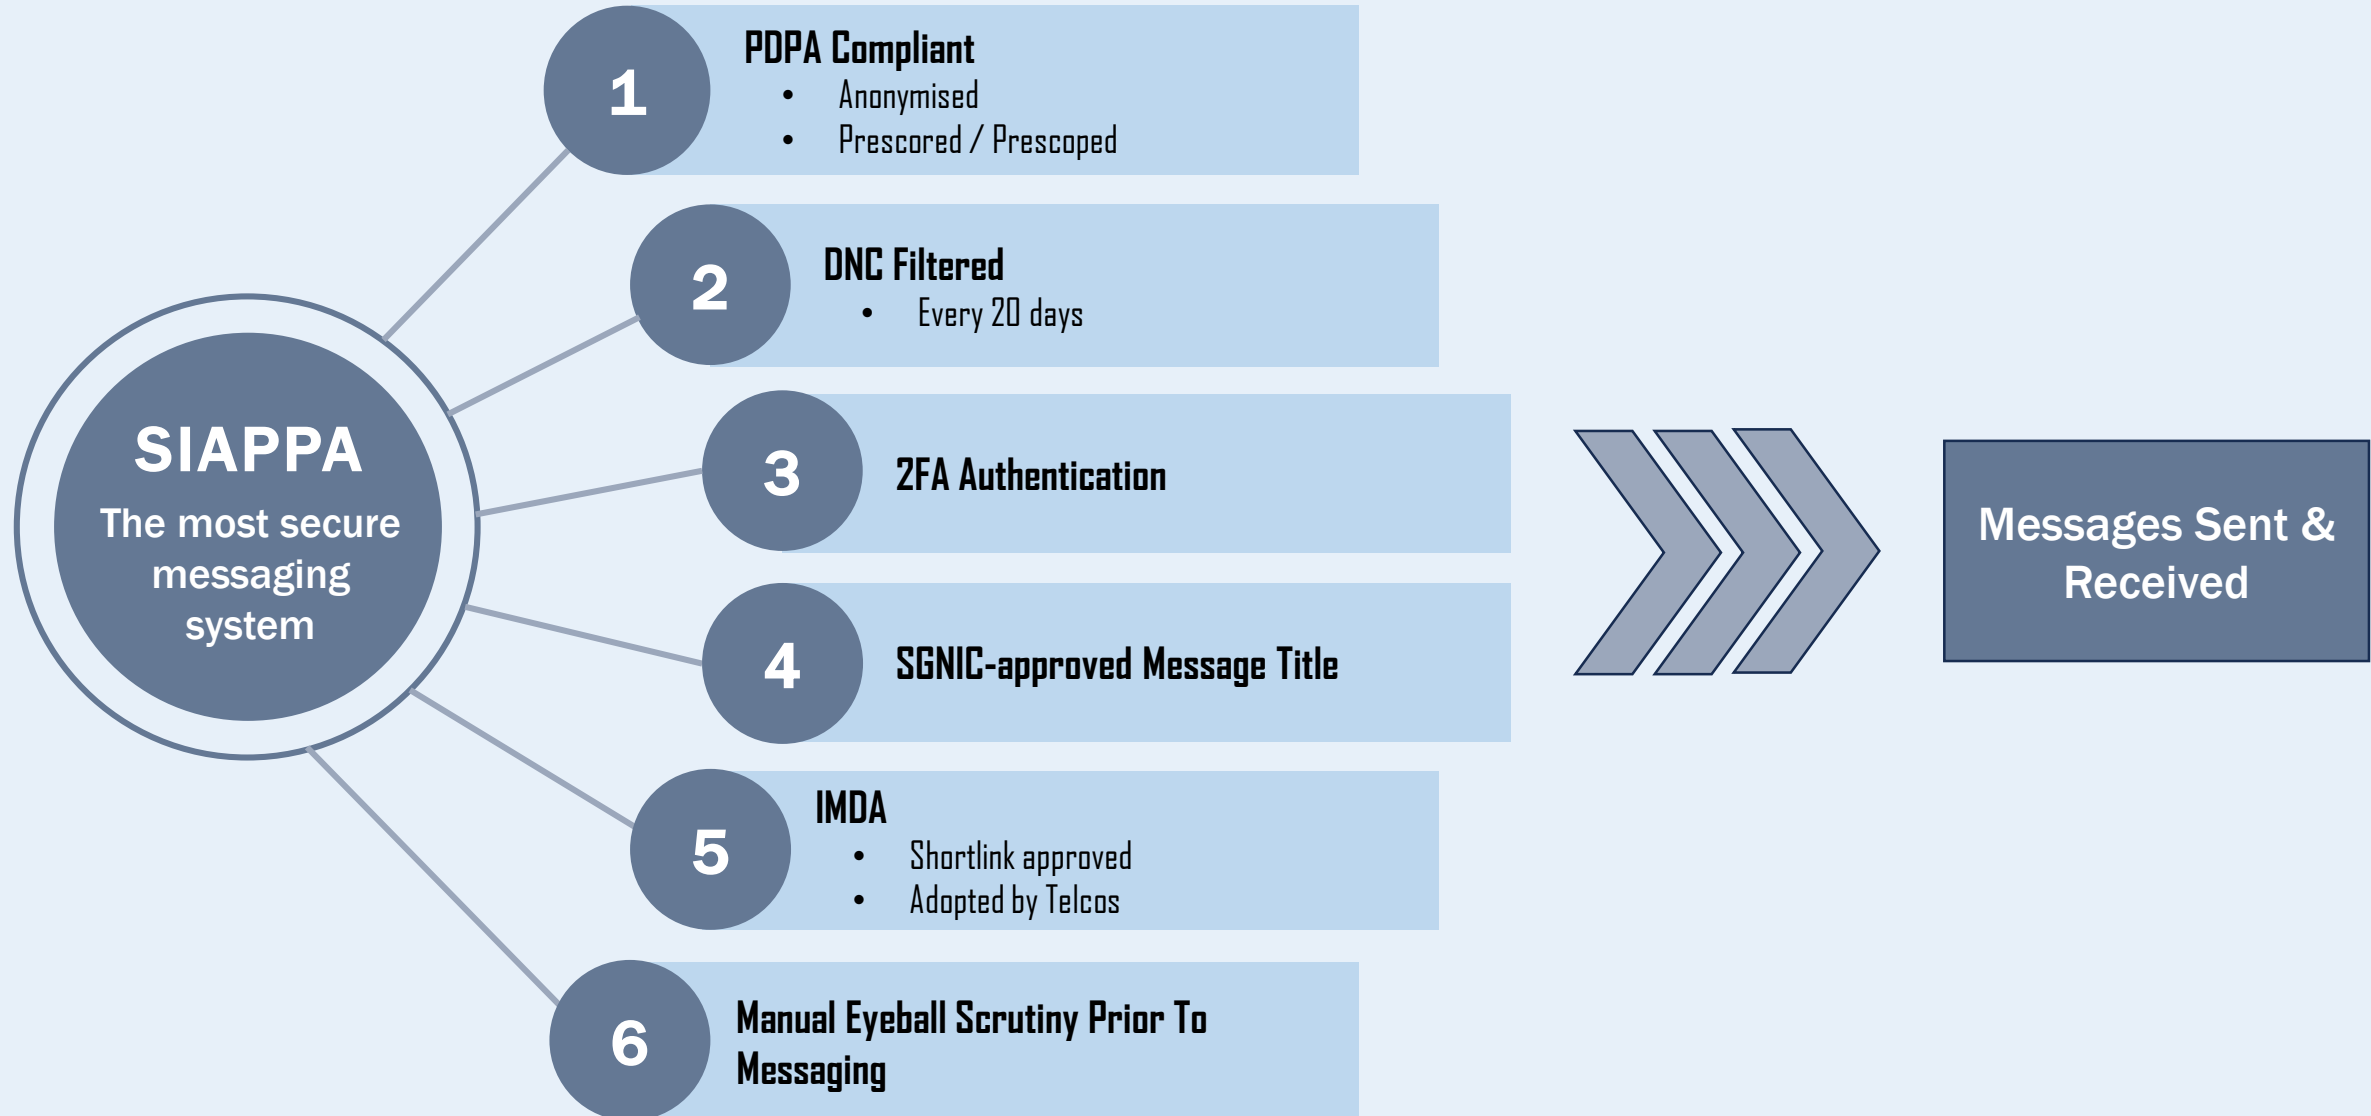 SIAPPA
The most secure
messaging
system
1
PDPA Compliant
• Anonymised
• Prescored / Prescoped
2
DNC Filtered
• Every 20 days
3
2FA Authentication
4
SGNIC-approved Message Title
5
IMDA
• Shortlink approved
• Adopted by Telcos
6
Manual Eyeball Scrutiny Prior To
Messaging
Messages Sent &
Received